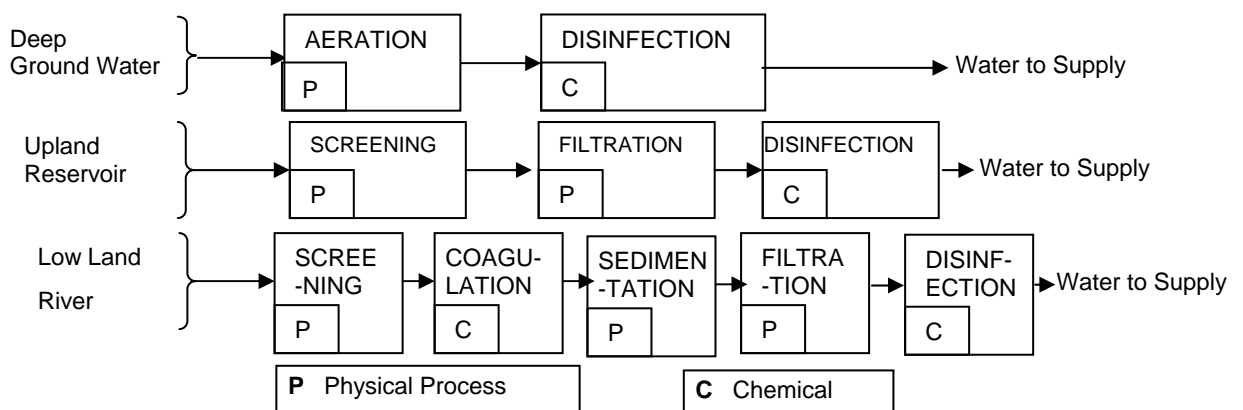 Deep
Ground Water
AERATION
P
DISINFECTION
C
Water to Supply
Upland
Reservoir
SCREENING
P
FILTRATION
P
DISINFECTION
C
Water to Supply
Low Land
River
SCREE
-NING
P
COAGU-
LATION
C
SEDIMEN
-TATION
P
FILTRA
-TION
P
DISINF-
ECTION
C
Water to Supply
P Physical Process
C Chemical